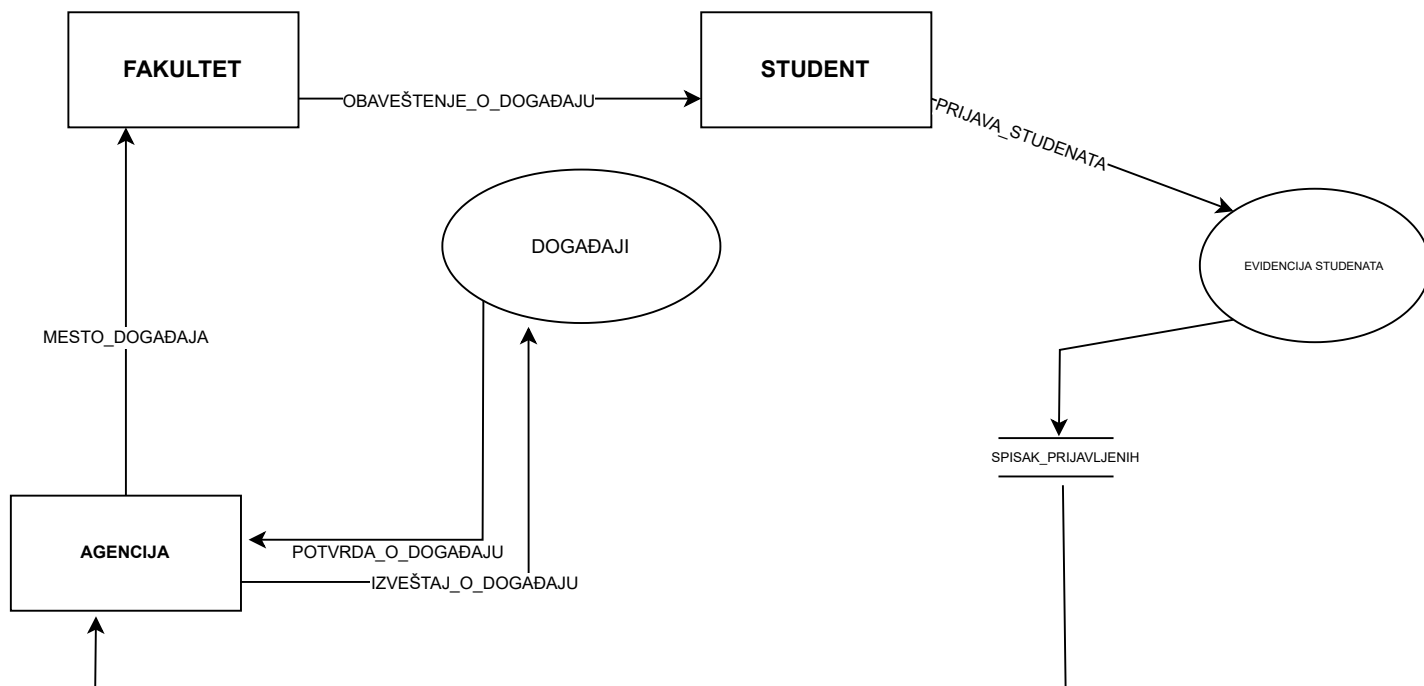 FAKULTET
STUDENT
OBAVEŠTENJE_O_DOGAĐAJU
PRIJAVA_STUDENATA
DOGAĐAJI
EVIDENCIJA STUDENATA
MESTO_DOGAĐAJA
SPISAK_PRIJAVLJENIH
AGENCIJA
POTVRDA_O_DOGAĐAJU
IZVEŠTAJ_O_DOGAĐAJU